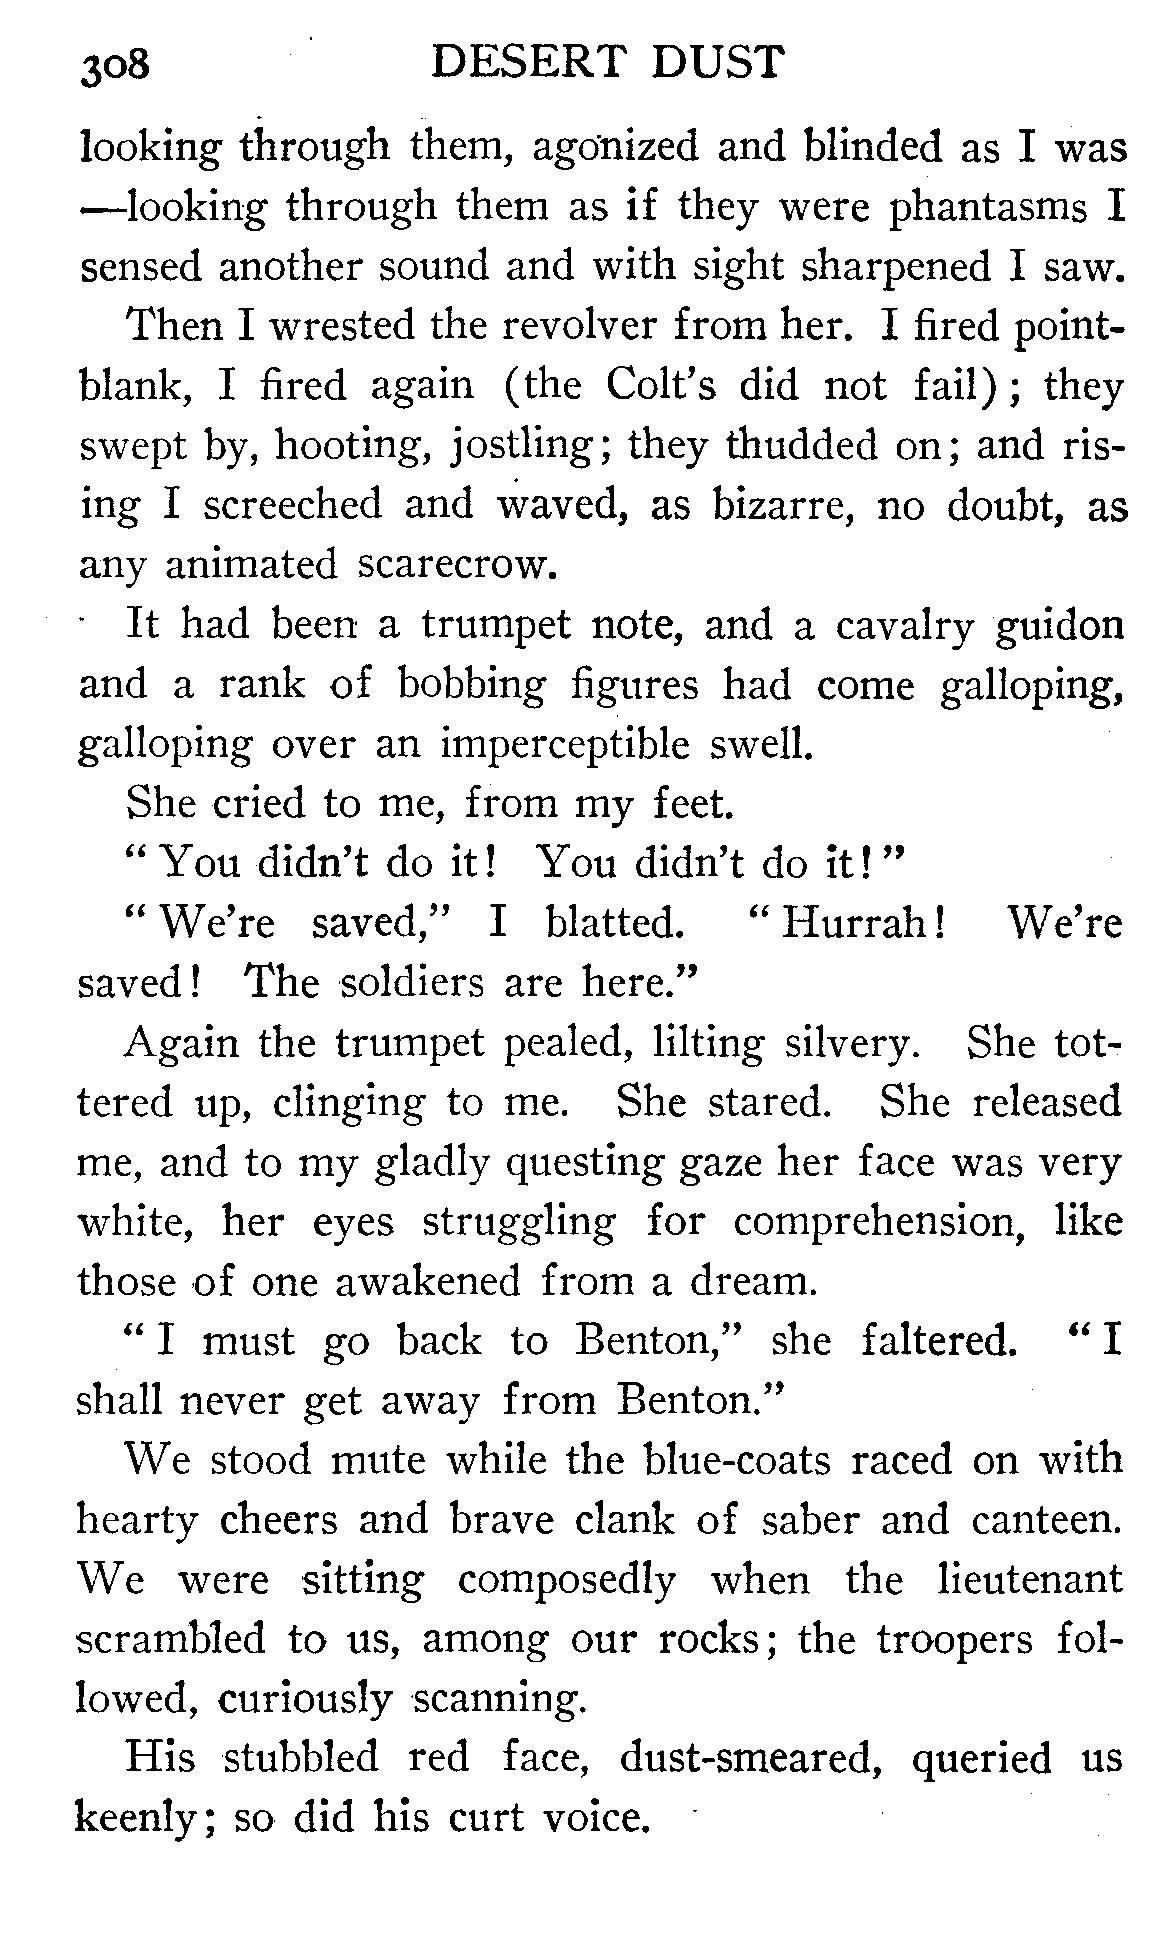 308 DESERT DUST
looking through them, agonized and blinded as I was
—looking through them as if they were phantasms I
sensed another sound and with sight sharpened I saw.
Then I wrested the revolver from her. I fired point-
blank, I fired again (the Colt's did not fail); they
swept by, hooting, jostling; they thudded on; and ris-
ing I screeched and waved, as bizarre, no doubt, as
any animated scarecrow.
It had been a trumpet note, and a cavalry guidon
and a rank of bobbing figures had come galloping,
galloping over an imperceptible swell.
She cried to me, from my feet.
“You didn't do it! You didn't do it!”
“We're saved,” I blatted. “Hurrah! We're
saved! The soldiers are here.”
Again the trumpet pealed, lilting silvery. She tot-
tered up, clinging to me. She stared. She released
me, and to my gladly questing gaze her face was very
white, her eyes struggling for comprehension, like
those of one awakened from a dream.
“I must go back to Benton,” she faltered. “I
shall never get away from Benton.”
We stood mute while the blue-coats raced on with
hearty cheers and brave clank of saber and canteen.
We were sitting composedly when the lieutenant
scrambled to us, among our rocks; the troopers fol-
lowed, curiously scanning.
His stubbled red face, dust-smeared, queried us
keenly; so did his curt voice.